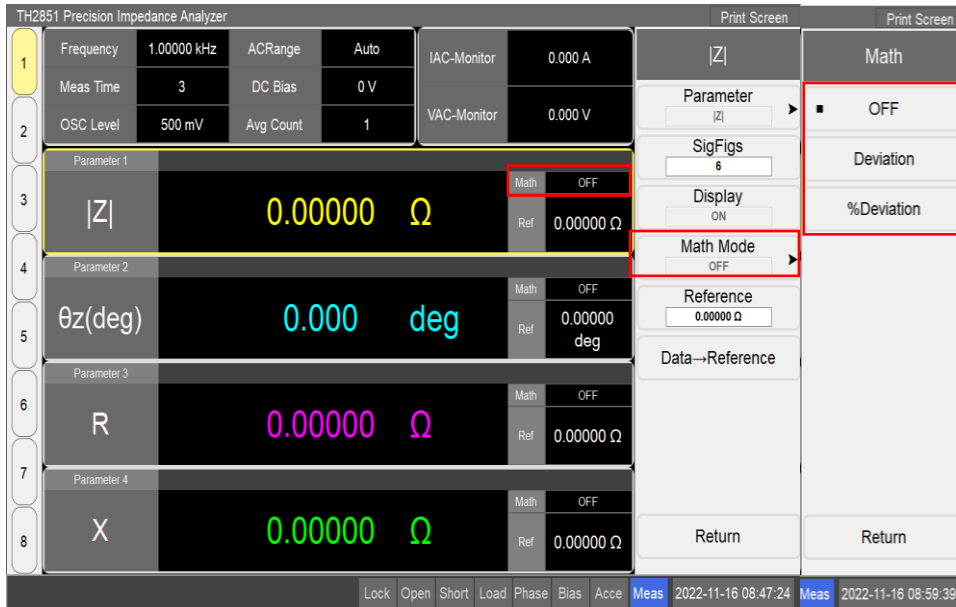 TH2851 Precision Impedance Analyzer
Print Screen
Print Screen
1
2
3
4
5
6
7
8
Frequency 1.00000 kHz ACRange Auto
Meas Time 3 DC Bias 0 V
OSC Level 500 mV Avg Count 1
IAC-Monitor 0.000 A
VAC-Monitor 0.000 V
Parameter 1
|Z| 0.00000 Ω
Math OFF
Ref 0.00000 Ω
Parameter 2
θz(deg) 0.000 deg
Math OFF
Ref 0.00000
deg
Parameter 3
R 0.00000 Ω
Math OFF
Ref 0.00000 Ω
Parameter 4
X 0.00000 Ω
Math OFF
Ref 0.00000 Ω
|Z|
Parameter
|Z|
SigFigs
6
Display
ON
Math Mode
OFF
Reference
0.00000 Ω
Data→Reference
Return
Math
OFF
Deviation
%Deviation
Return
Lock Open Short Load Phase Bias Acce Meas 2022-11-16 08:47:24 Meas 2022-11-16 08:59:39